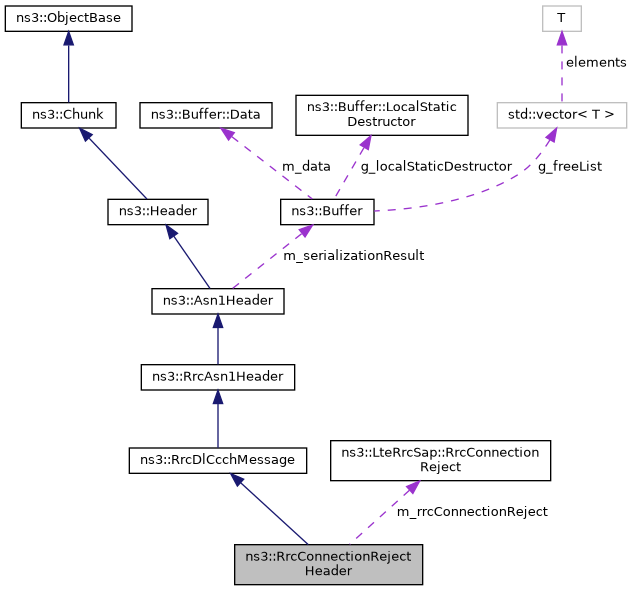 ns3::ObjectBase
T
elements
ns3::Chunk
ns3::Buffer::Data
ns3::Buffer::LocalStatic
Destructor
std::vector< T >
m_data
g_localStaticDestructor
g_freeList
ns3::Header
ns3::Buffer
m_serializationResult
ns3::Asn1Header
ns3::RrcAsn1Header
ns3::RrcDlCcchMessage
ns3::LteRrcSap::RrcConnection
Reject
m_rrcConnectionReject
ns3::RrcConnectionReject
Header